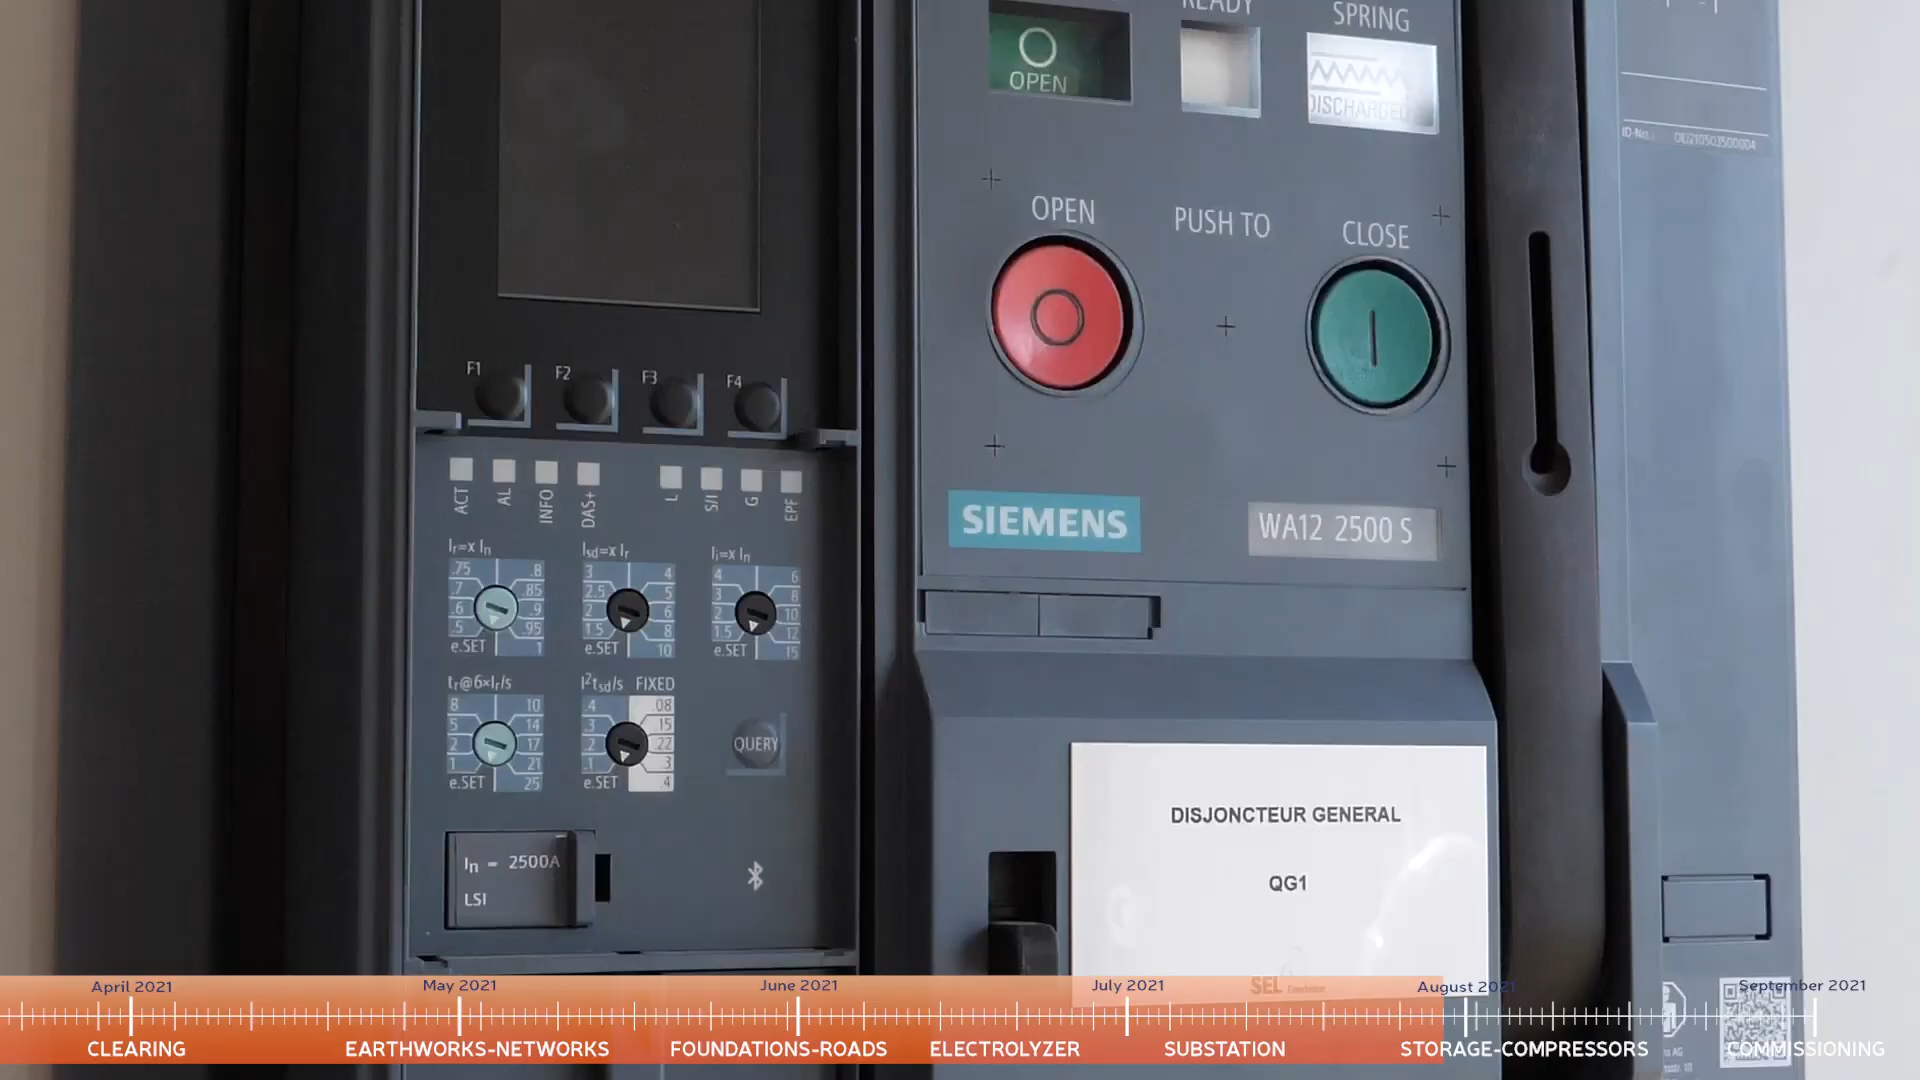 READY
SPRING
OPEN
DISCHARGED
ID-No.:
OPEN
PUSH TO
CLOSE
F1 F2 F3 F4
ACT AL INFO DAS+ L S/I G EPF
SIEMENS
WA12 2500 S
Ir=x In
.75 .8
.7 .85
.6 .9
.5 .95
e.SET 1
Isd=x Ir
3 4
2.5 5
2 6
1.5 8
e.SET 10
Ii=x In
4 6
3 8
2 10
1.5 12
e.SET 15
tr@6xIr/s
8 10
5 14
2 17
1 21
e.SET 25
I²tsd/s FIXED
.4 .08
.3 .15
.2 .22
.1 .3
e.SET .4
QUERY
In = 2500A
LSI
DISJONCTEUR GENERAL
QG1
SEL
April 2021 May 2021 June 2021 July 2021 August 2021 September 2021
CLEARING EARTHWORKS-NETWORKS FOUNDATIONS-ROADS ELECTROLYZER SUBSTATION STORAGE-COMPRESSORS COMMISSIONING